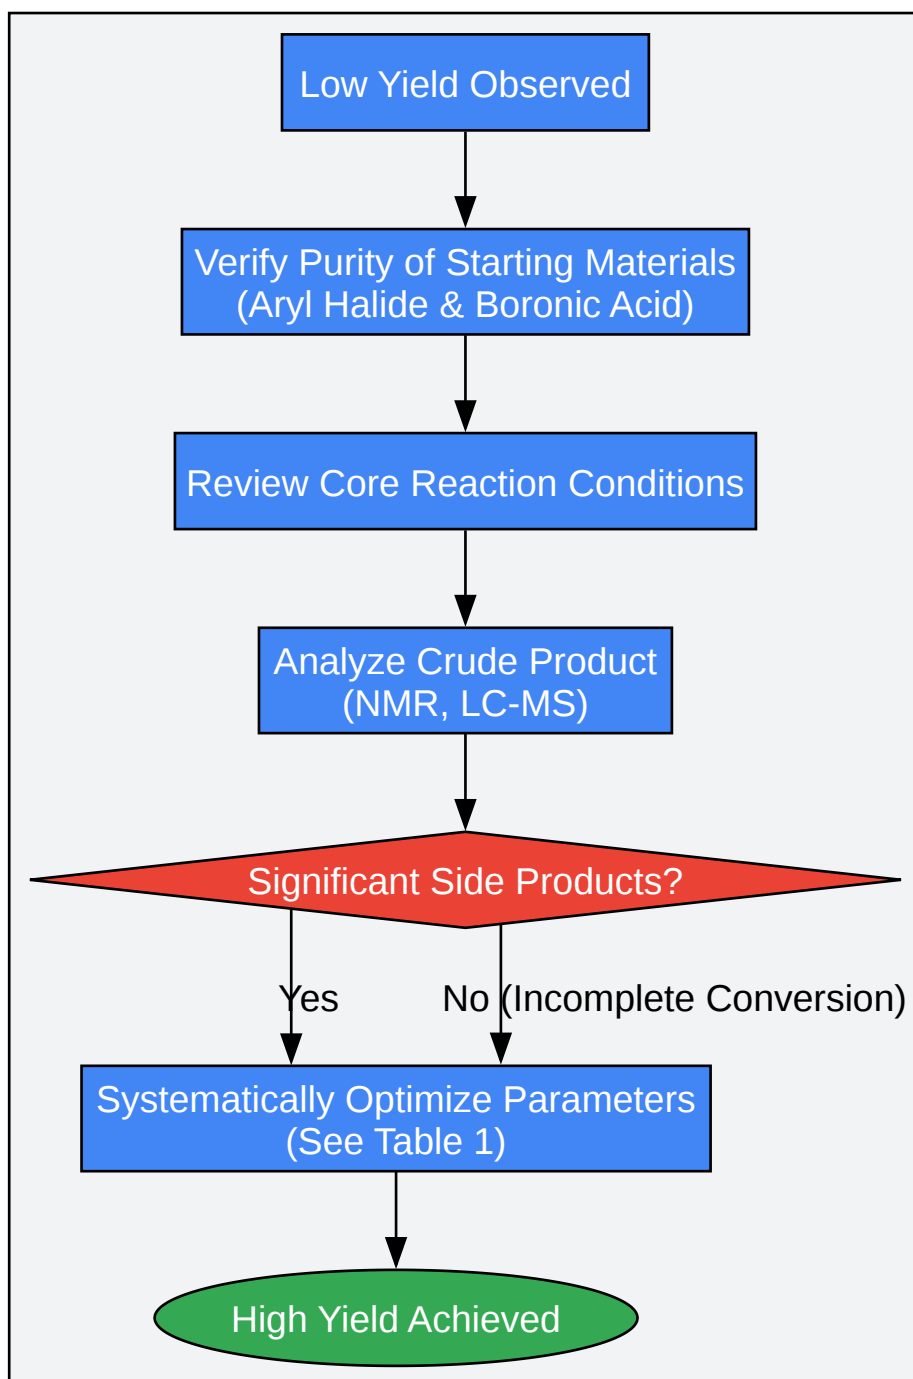 Low Yield Observed
Verify Purity of Starting Materials
(Aryl Halide & Boronic Acid)
Review Core Reaction Conditions
Analyze Crude Product
(NMR, LC-MS)
Significant Side Products?
Yes
No (Incomplete Conversion)
Systematically Optimize Parameters
(See Table 1)
High Yield Achieved